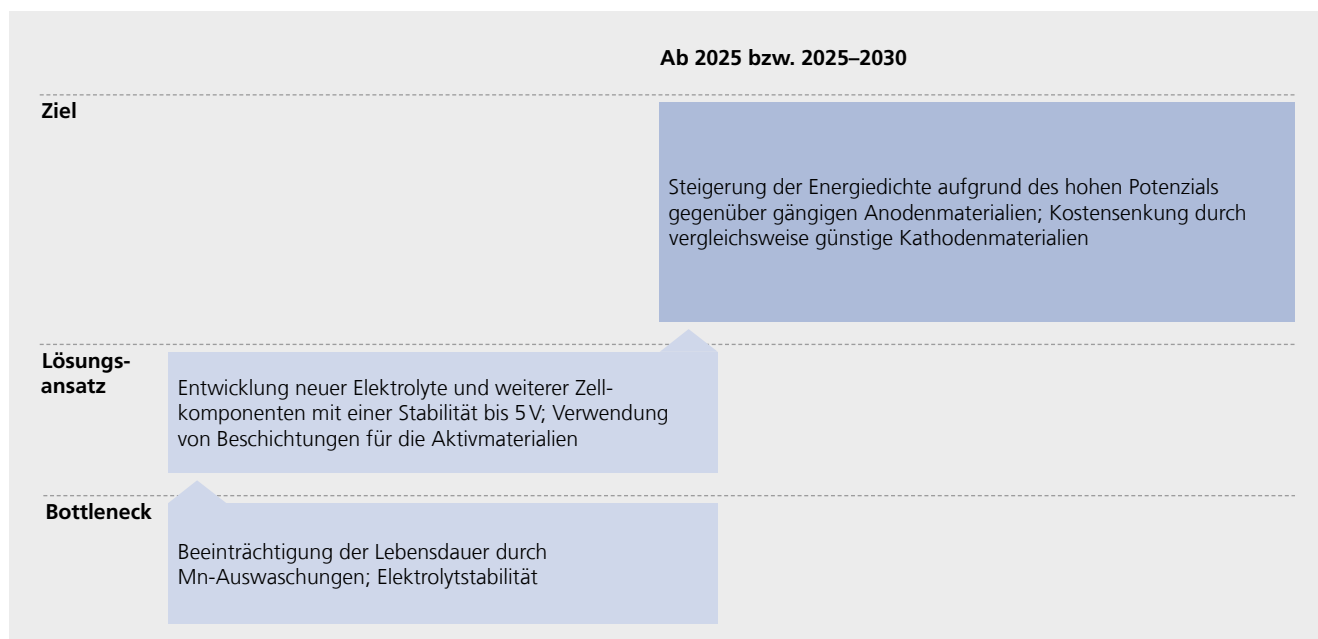 Ab 2025 bzw. 2025–2030
Ziel
Steigerung der Energiedichte aufgrund des hohen Potenzials
gegenüber gängigen Anodenmaterialien; Kostensenkung durch
vergleichsweise günstige Kathodenmaterialien
Lösungs-
ansatz
Entwicklung neuer Elektrolyte und weiterer Zell-
komponenten mit einer Stabilität bis 5 V; Verwendung
von Beschichtungen für die Aktivmaterialien
Bottleneck
Beeinträchtigung der Lebensdauer durch
Mn-Auswaschungen; Elektrolytstabilität